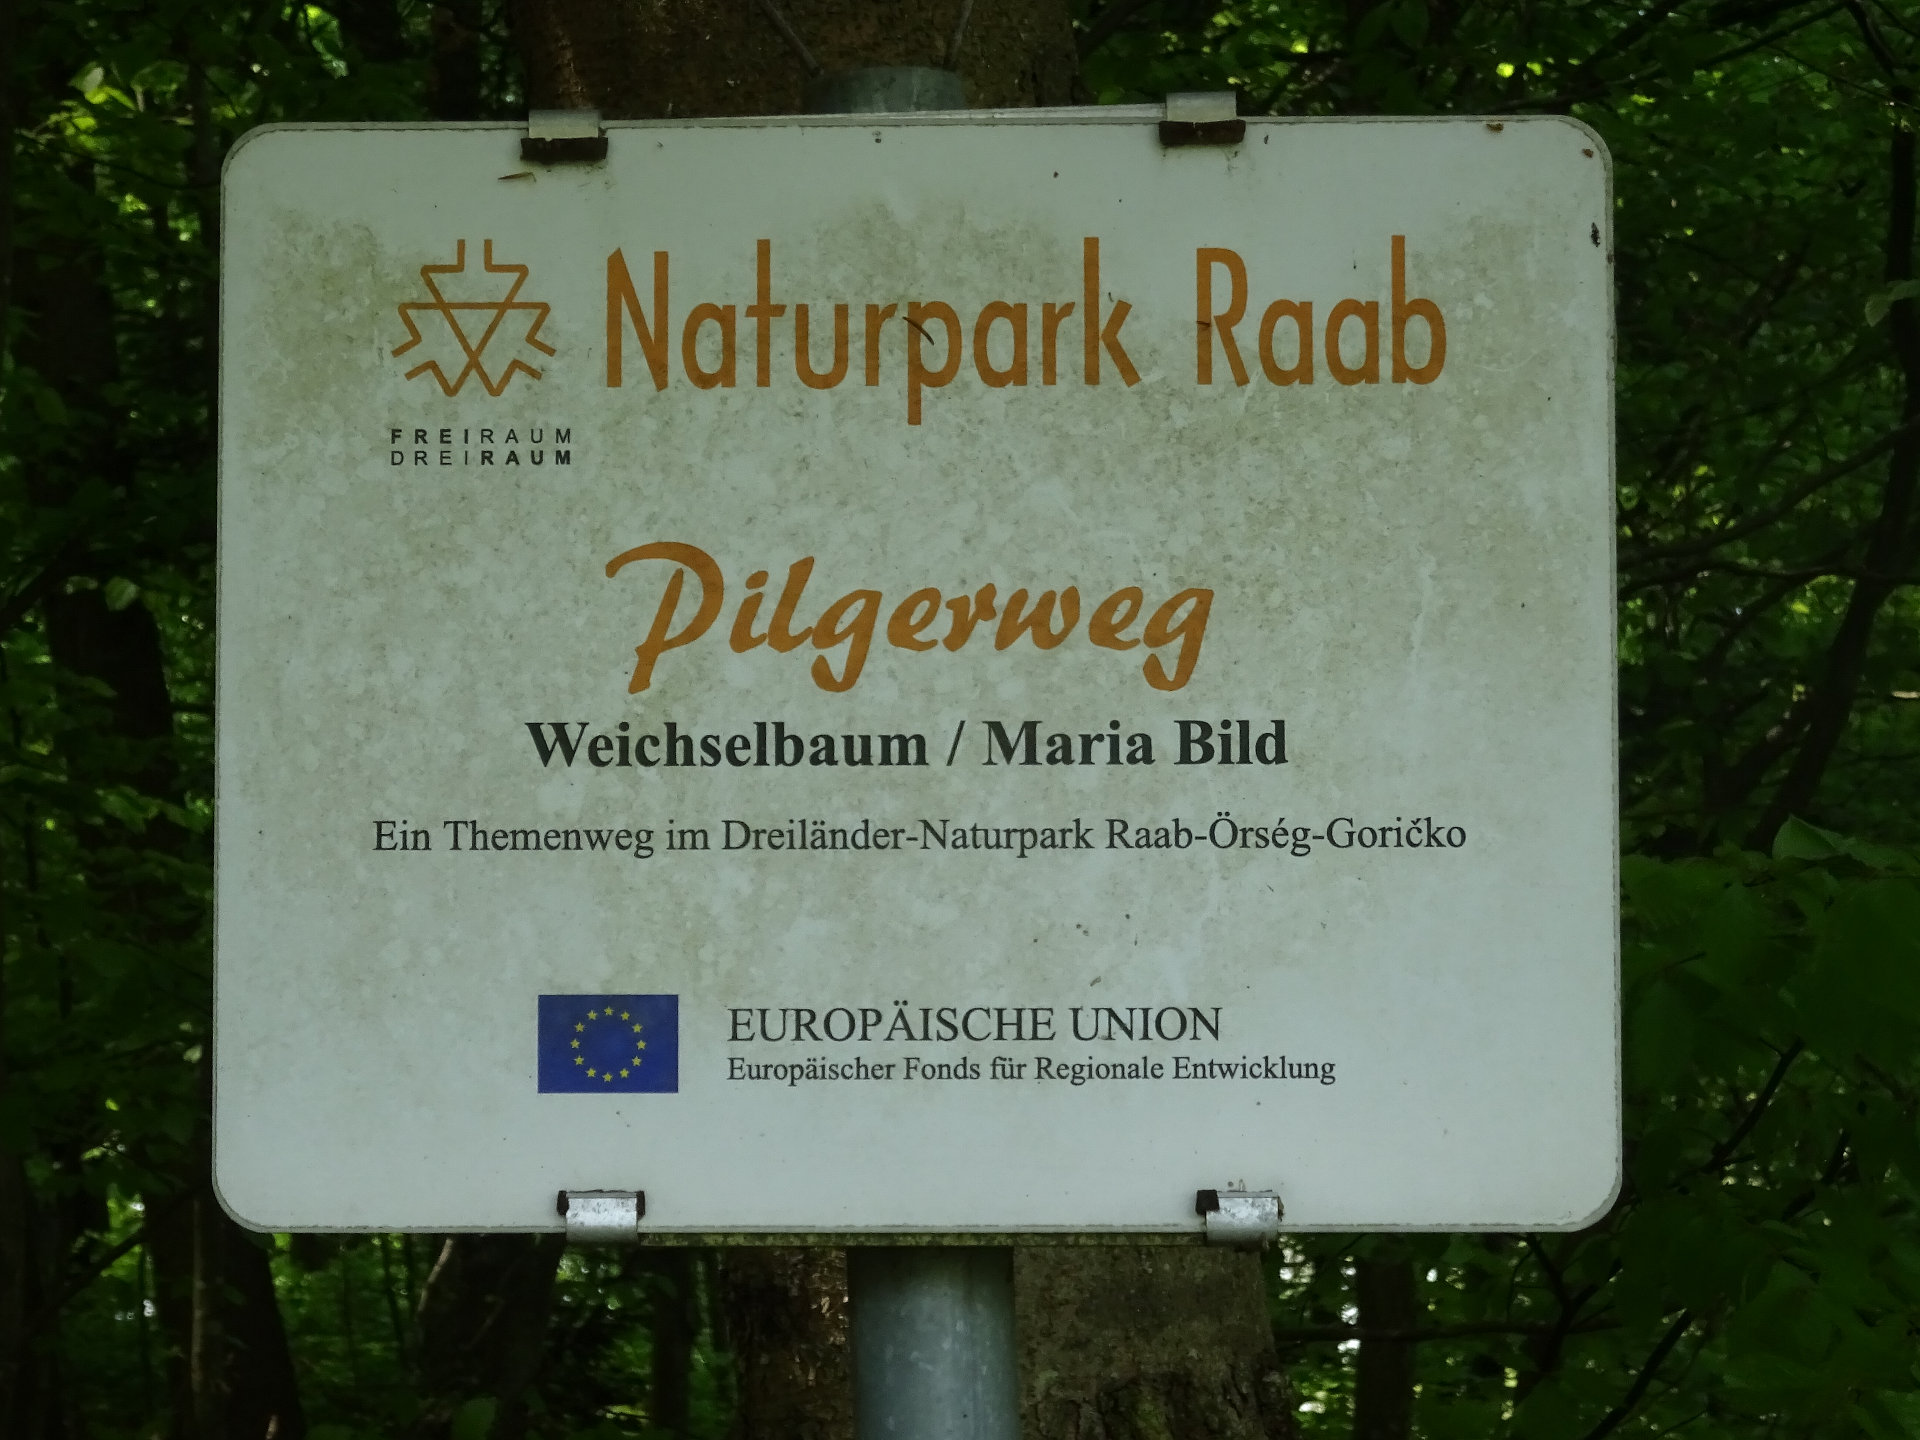 Naturpark Raab
FREIRAUM
DREIRAUM
Pilgerweg
Weichselbaum / Maria Bild
Ein Themenweg im Dreiländer-Naturpark Raab-Örség-Goričko
EUROPÄISCHE UNION
Europäischer Fonds für Regionale Entwicklung